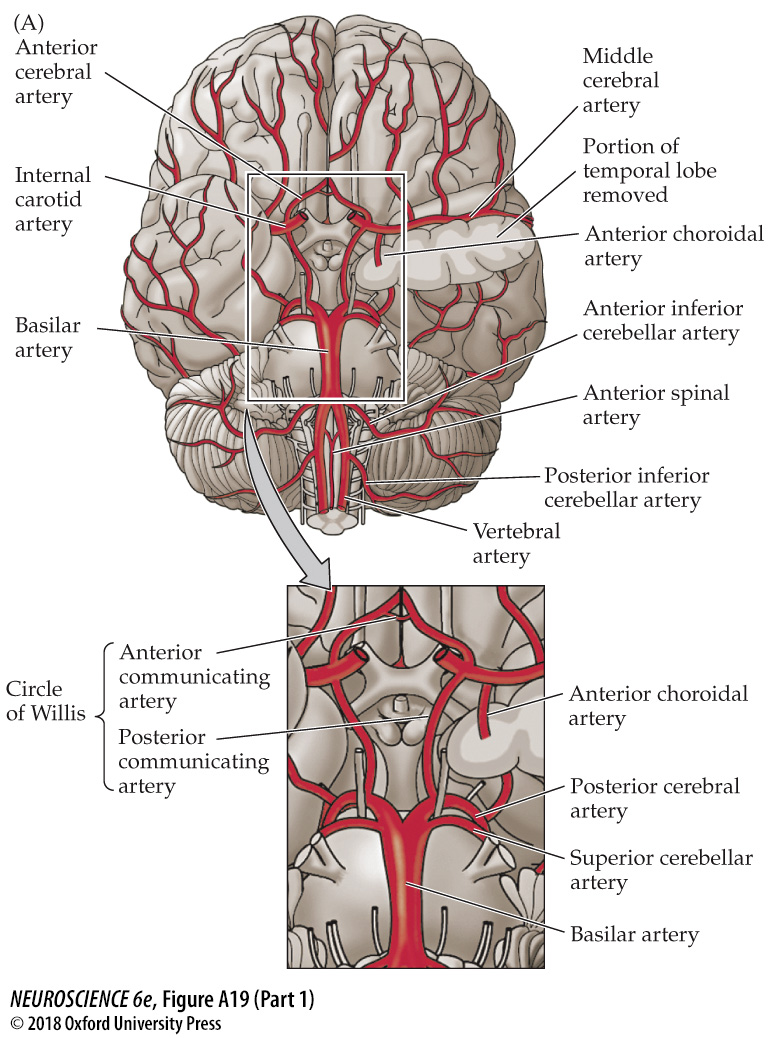 (A)
Anterior
cerebral
artery
Internal
carotid
artery
Basilar
artery
Middle
cerebral
artery
Portion of
temporal lobe
removed
Anterior choroidal
artery
Anterior inferior
cerebellar artery
Anterior spinal
artery
Posterior inferior
cerebellar artery
Vertebral
artery
Circle
of Willis
Anterior
communicating
artery
Posterior
communicating
artery
Anterior choroidal
artery
Posterior cerebral
artery
Superior cerebellar
artery
Basilar artery
NEUROSCIENCE 6e, Figure A19 (Part 1)
© 2018 Oxford University Press